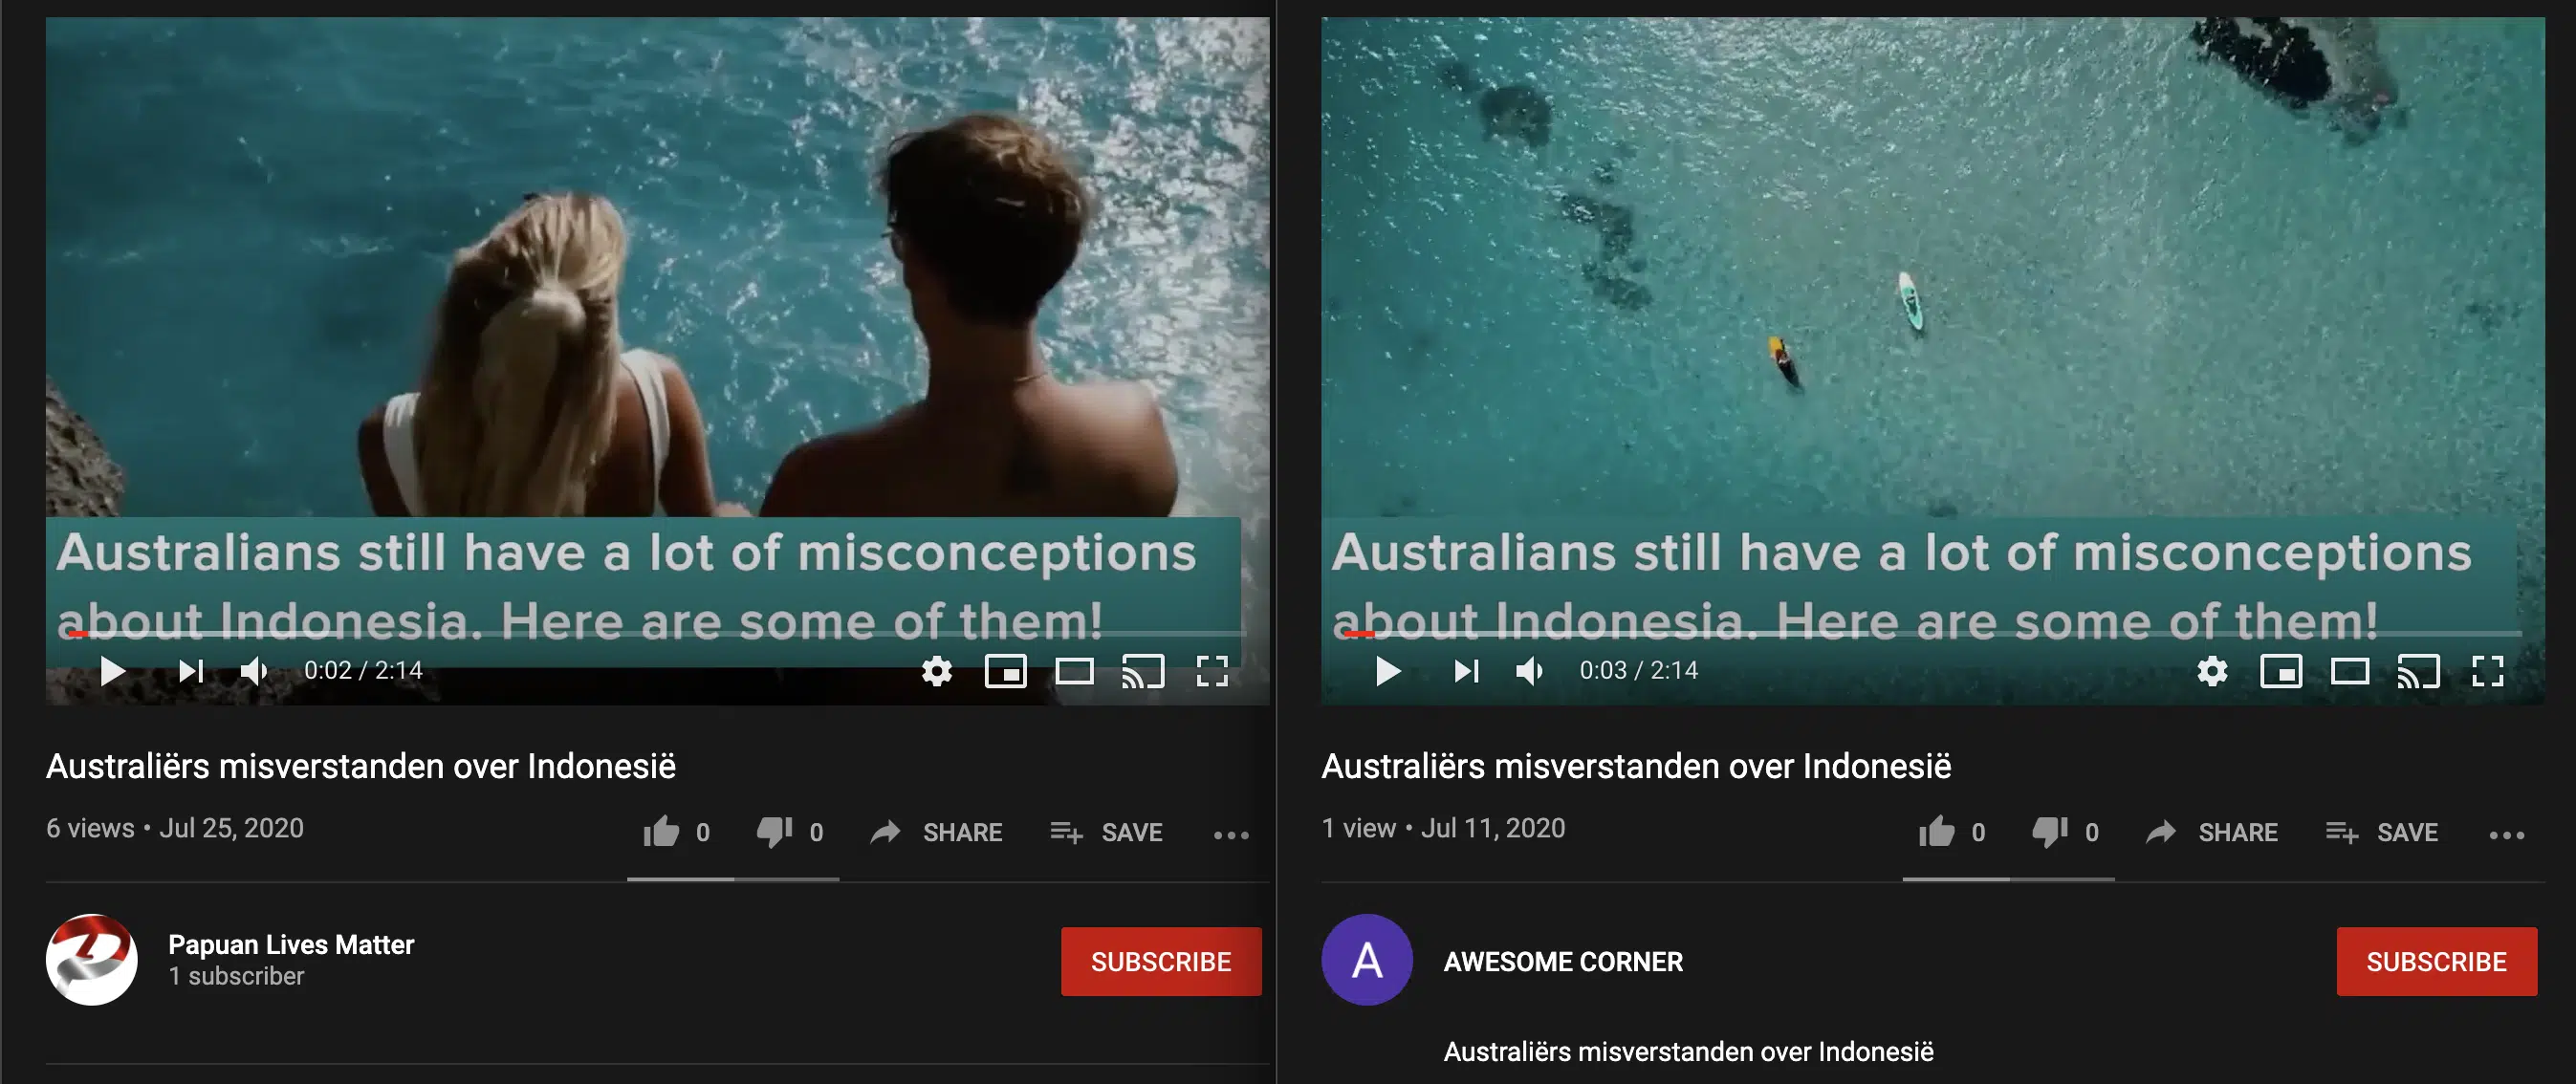 Australians still have a lot of misconceptions
about Indonesia. Here are some of them!
0:02 / 2:14
Australiërs misverstanden over Indonesië
6 views • Jul 25, 2020
0
0
SHARE
SAVE
Papuan Lives Matter
1 subscriber
SUBSCRIBE
Australians still have a lot of misconceptions
about Indonesia. Here are some of them!
0:03 / 2:14
Australiërs misverstanden over Indonesië
1 view • Jul 11, 2020
0
0
SHARE
SAVE
A
AWESOME CORNER
SUBSCRIBE
Australiërs misverstanden over Indonesië